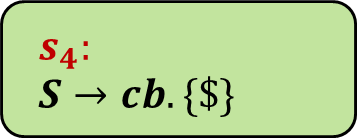 s₄:
S → cb. {$}